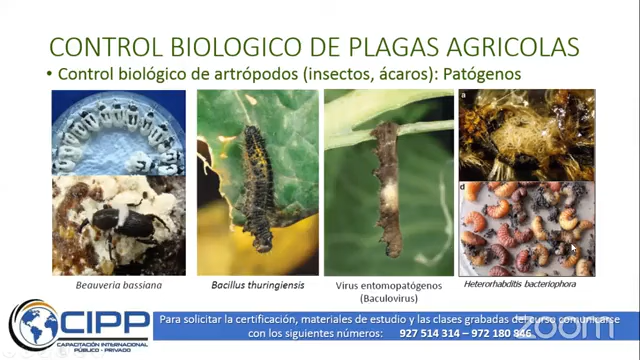 CONTROL BIOLOGICO DE PLAGAS AGRICOLAS
• Control biológico de artrópodos (insectos, ácaros): Patógenos
a
d
Beauveria bassiana
Bacillus thuringiensis
Virus entomopatógenos
(Baculovirus)
Heterorhabditis bacteriophora
CIPP
CAPACITACIÓN INTERNACIONAL
PÚBLICO - PRIVADO
Para solicitar la certificación, materiales de estudio y las clases grabadas del curso comunicarse
con los siguientes números: 927 514 314 – 972 180 846
zoom